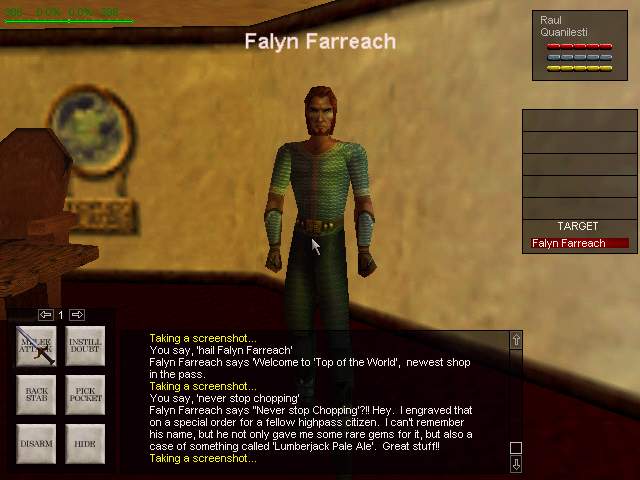 Falyn Farreach
Raul
Quanilesti
TARGET
Falyn Farreach
1
MELEE ATTACK
INSTILL DOUBT
BACK STAB
PICK POCKET
DISARM
HIDE
Taking a screenshot...
You say, 'hail Falyn Farreach'
Falyn Farreach says 'Welcome to 'Top of the World',  newest shop
in the pass.
Taking a screenshot...
You say, 'never stop chopping'
Falyn Farreach says ''Never stop Chopping'?!! Hey.  I engraved that
on a special order for a fellow highpass citizen.  I can't remember
his name, but he not only gave me some rare gems for it, but also a
case of something called 'Lumberjack Pale Ale'.  Great stuff!!
Taking a screenshot...